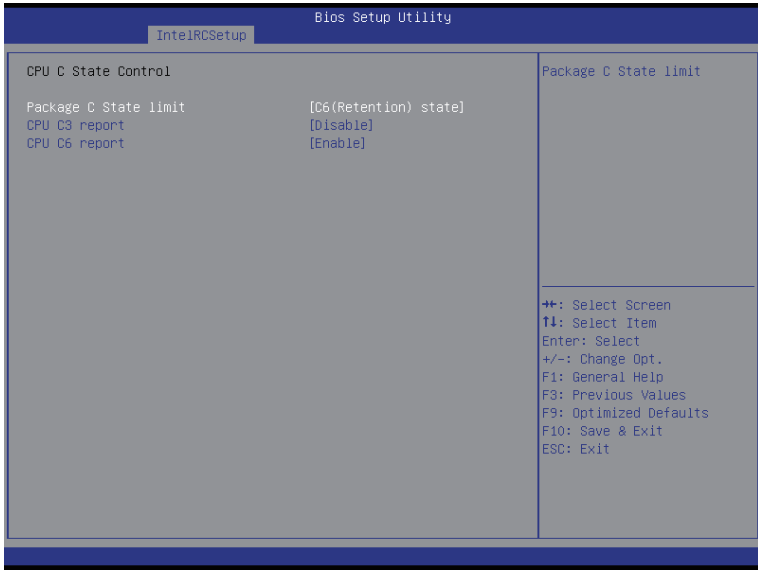 Bios Setup Utility
IntelRCSetup
CPU C State Control
Package C State limit [C6(Retention) state]
CPU C3 report [Disable]
CPU C6 report [Enable]
Package C State limit
→←: Select Screen
↑↓: Select Item
Enter: Select
+/-: Change Opt.
F1: General Help
F3: Previous Values
F9: Optimized Defaults
F10: Save & Exit
ESC: Exit